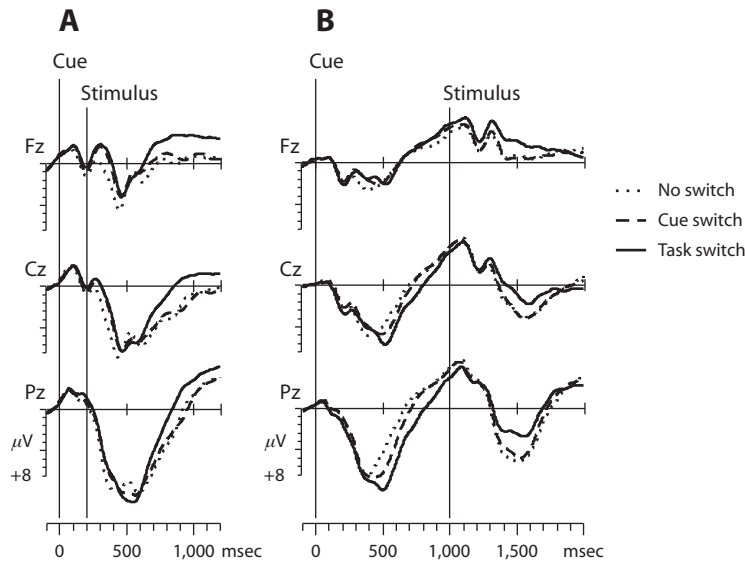 A
B
Cue
Stimulus
Fz
Cz
Pz
µV
+8
0 500 1,000 msec
Cue
Stimulus
Fz
Cz
Pz
µV
+8
0 500 1,000 1,500 msec
No switch
Cue switch
Task switch